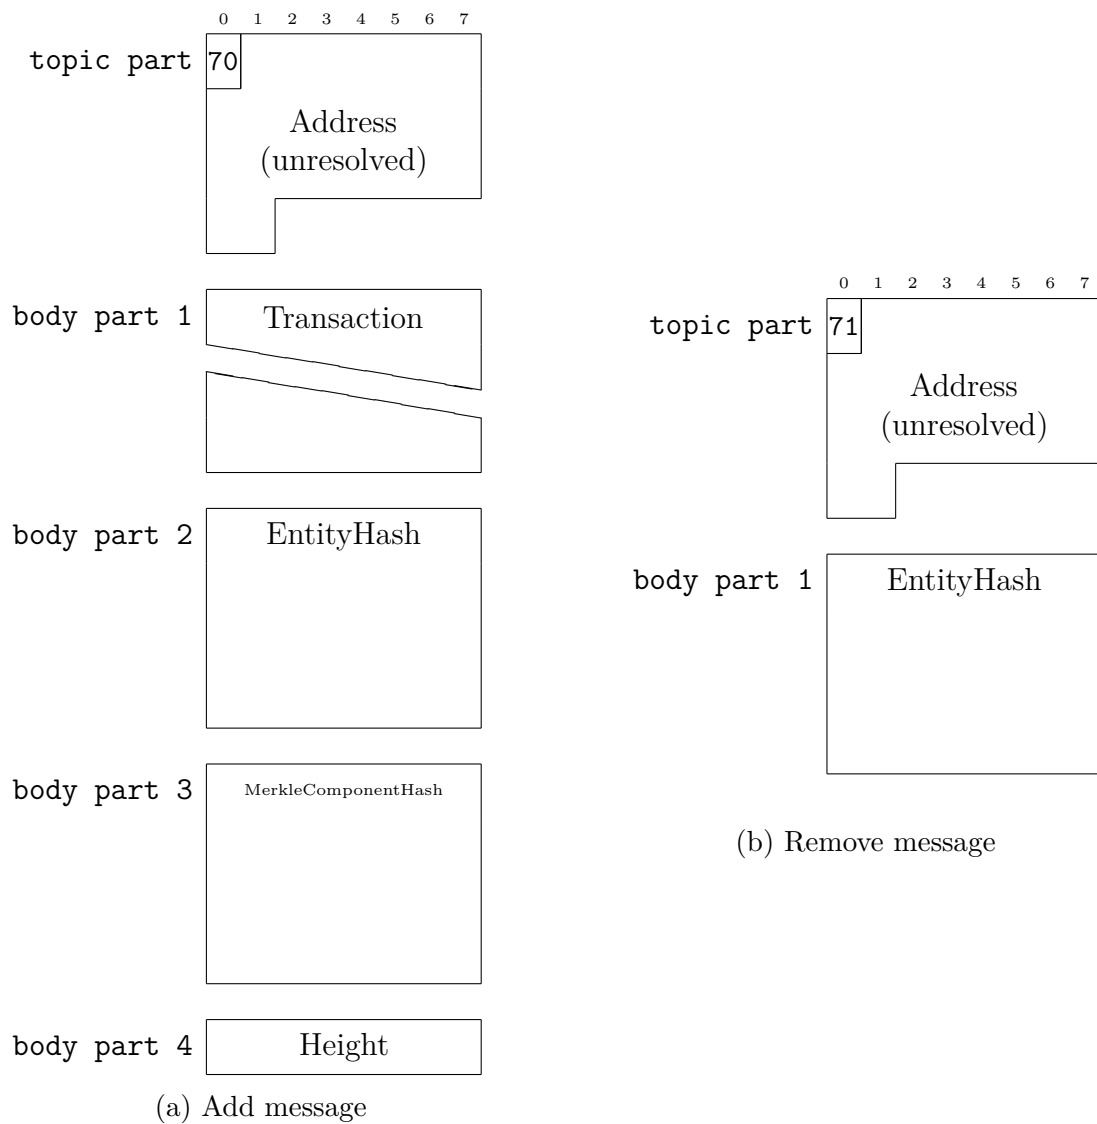 0 1 2 3 4 5 6 7
topic part 70
Address
(unresolved)
body part 1 Transaction
body part 2 EntityHash
body part 3 MerkleComponentHash
body part 4 Height
(a) Add message
0 1 2 3 4 5 6 7
topic part 71
Address
(unresolved)
body part 1 EntityHash
(b) Remove message